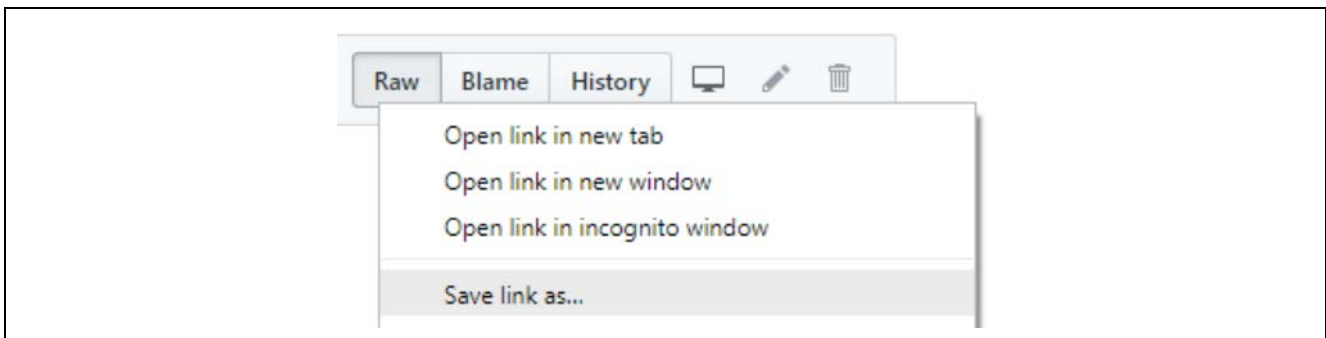 Raw Blame History
Open link in new tab
Open link in new window
Open link in incognito window
Save link as...